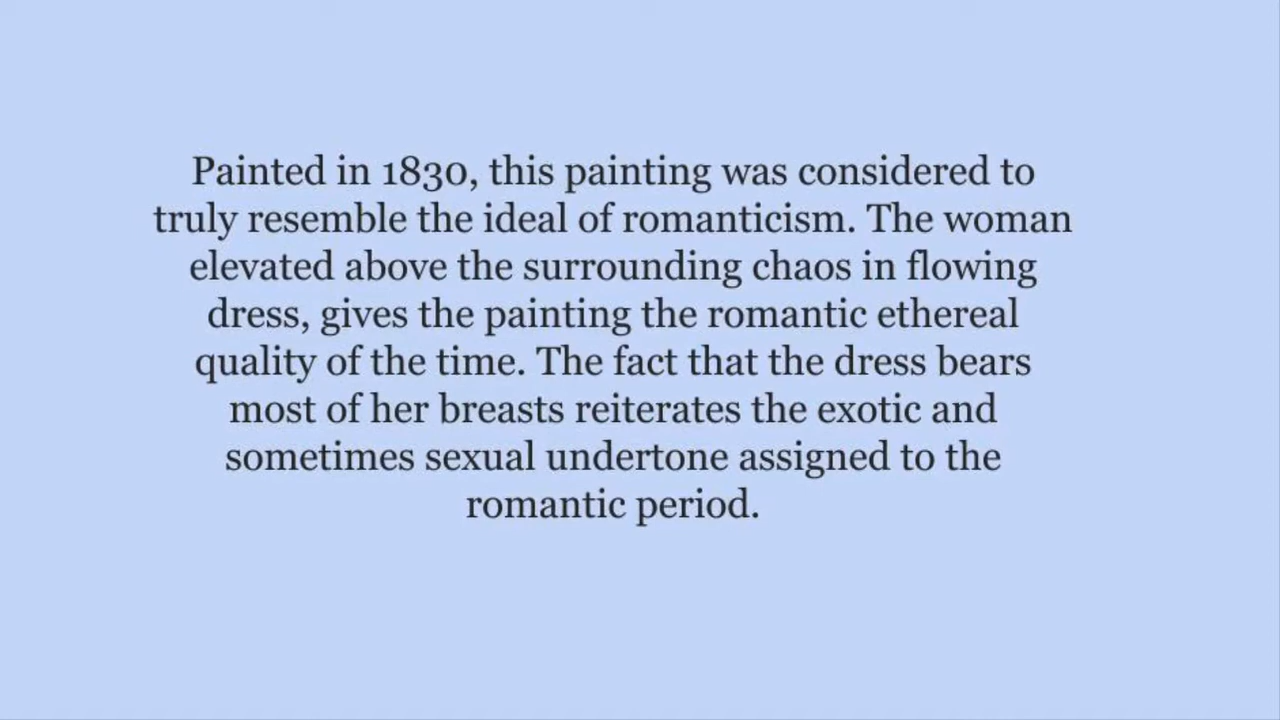 Painted in 1830, this painting was considered to
truly resemble the ideal of romanticism. The woman
elevated above the surrounding chaos in flowing
dress, gives the painting the romantic ethereal
quality of the time. The fact that the dress bears
most of her breasts reiterates the exotic and
sometimes sexual undertone assigned to the
romantic period.